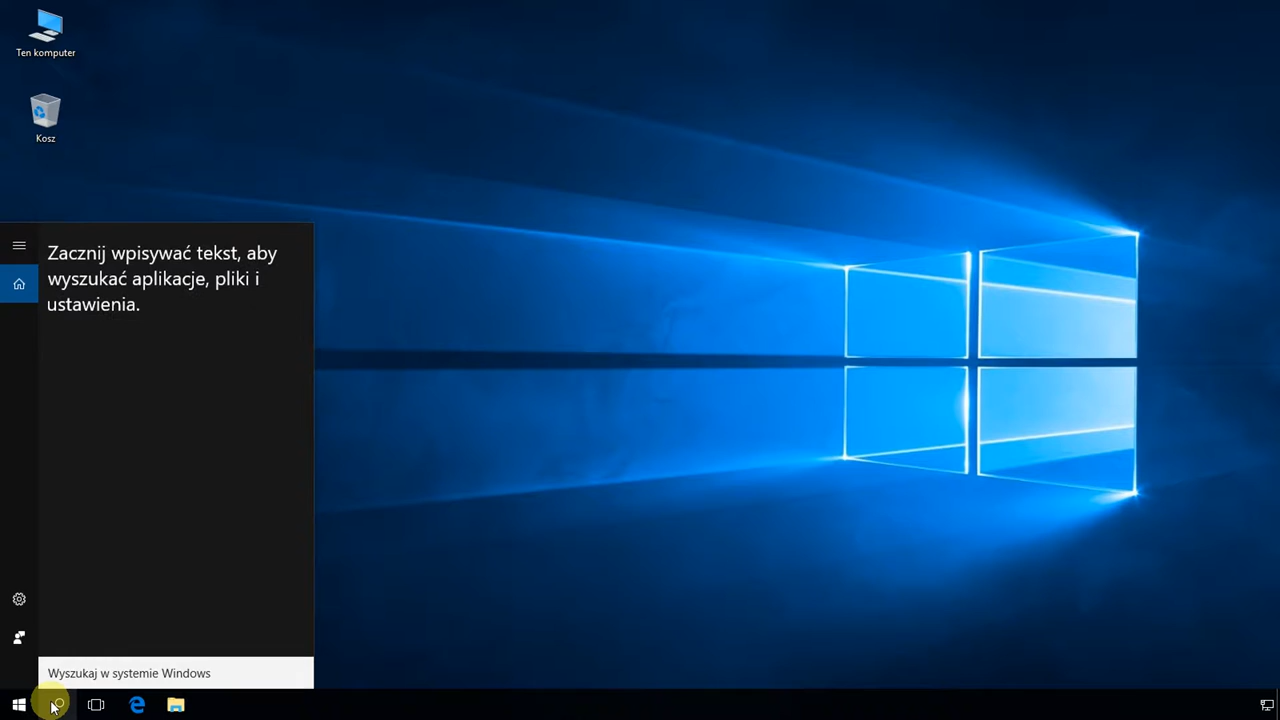 Ten komputer
Kosz
Zacznij wpisywać tekst, aby
wyszukać aplikacje, pliki i
ustawienia.
Wyszukaj w systemie Windows